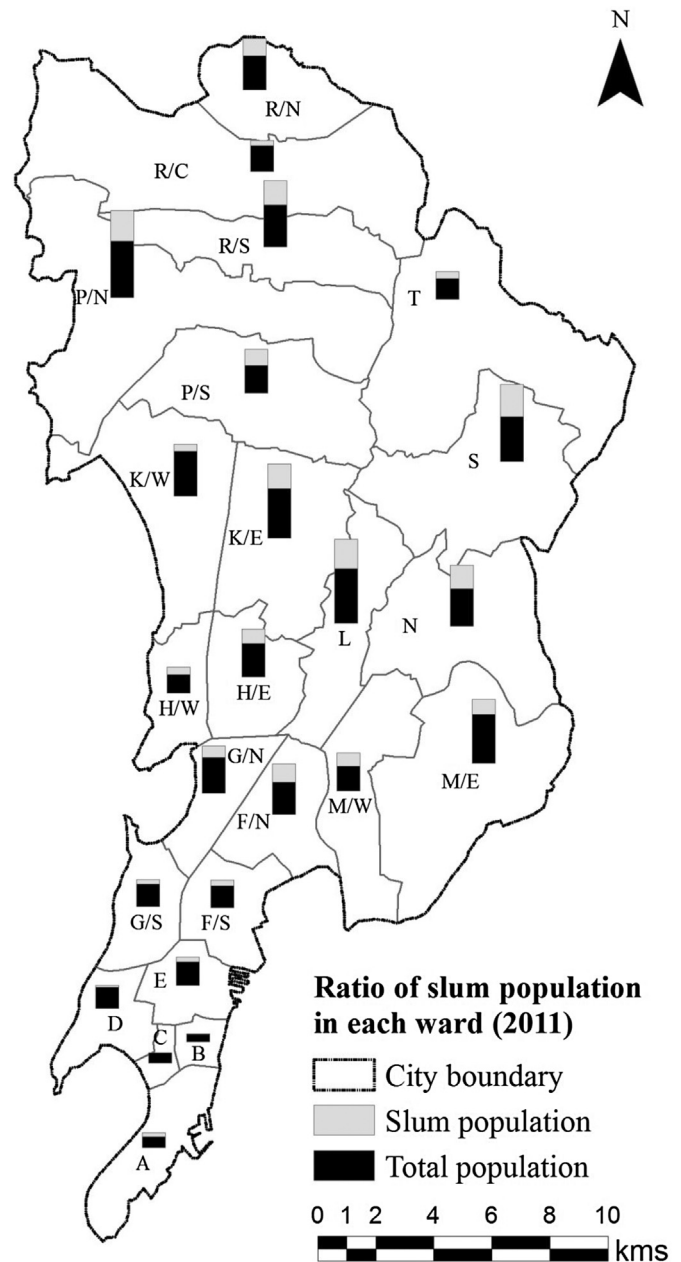 N
R/N
R/C
R/S
P/N
T
P/S
S
K/W
K/E
L
N
H/W
H/E
G/N
M/E
F/N
M/W
G/S
F/S
E
D
C
B
A
Ratio of slum population
in each ward (2011)
City boundary
Slum population
Total population
0 1 2 4 6 8 10
kms